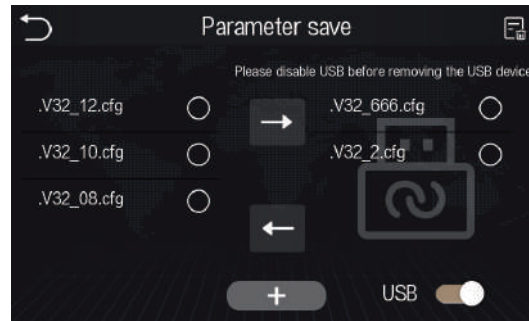 Parameter save
Please disable USB before removing the USB device
.V32_12.cfg
.V32_666.cfg
.V32_10.cfg
.V32_2.cfg
.V32_08.cfg
USB